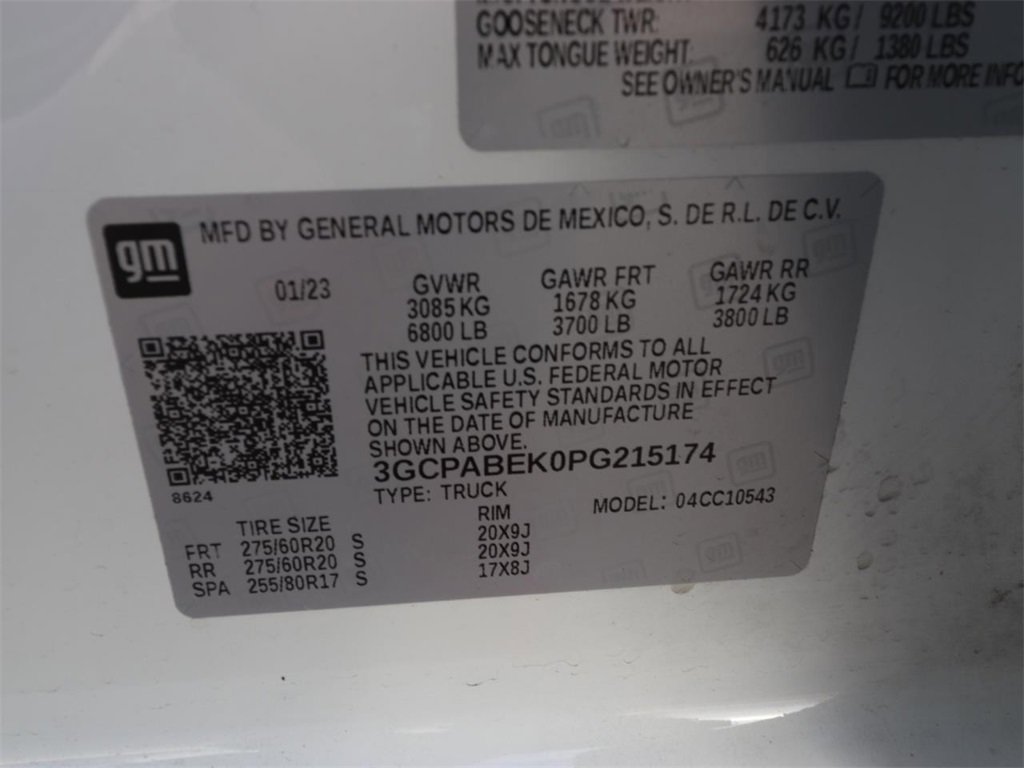 GOOSENECK TWR: 4173 KG/ 9200 LBS
MAX TONGUE WEIGHT: 626 KG/ 1380 LBS
SEE OWNER'S MANUAL FOR MORE INFO
gm
MFD BY GENERAL MOTORS DE MEXICO, S. DE R.L. DE C.V.
01/23 GVWR GAWR FRT GAWR RR
3085 KG 1678 KG 1724 KG
6800 LB 3700 LB 3800 LB
THIS VEHICLE CONFORMS TO ALL
APPLICABLE U.S. FEDERAL MOTOR
VEHICLE SAFETY STANDARDS IN EFFECT
ON THE DATE OF MANUFACTURE
SHOWN ABOVE.
3GCPABEK0PG215174
8624
TYPE: TRUCK MODEL: 04CC10543
TIRE SIZE RIM
FRT 275/60R20 S 20X9J
RR 275/60R20 S 20X9J
SPA 255/80R17 S 17X8J